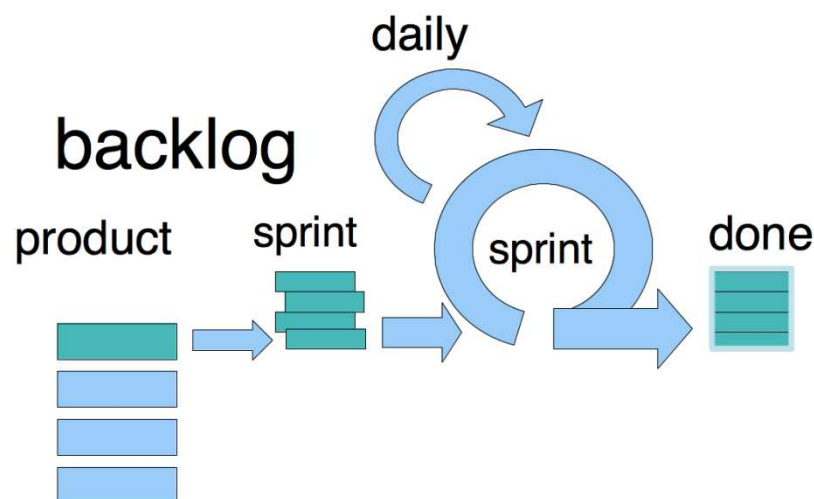 daily
backlog
product
sprint
sprint
done